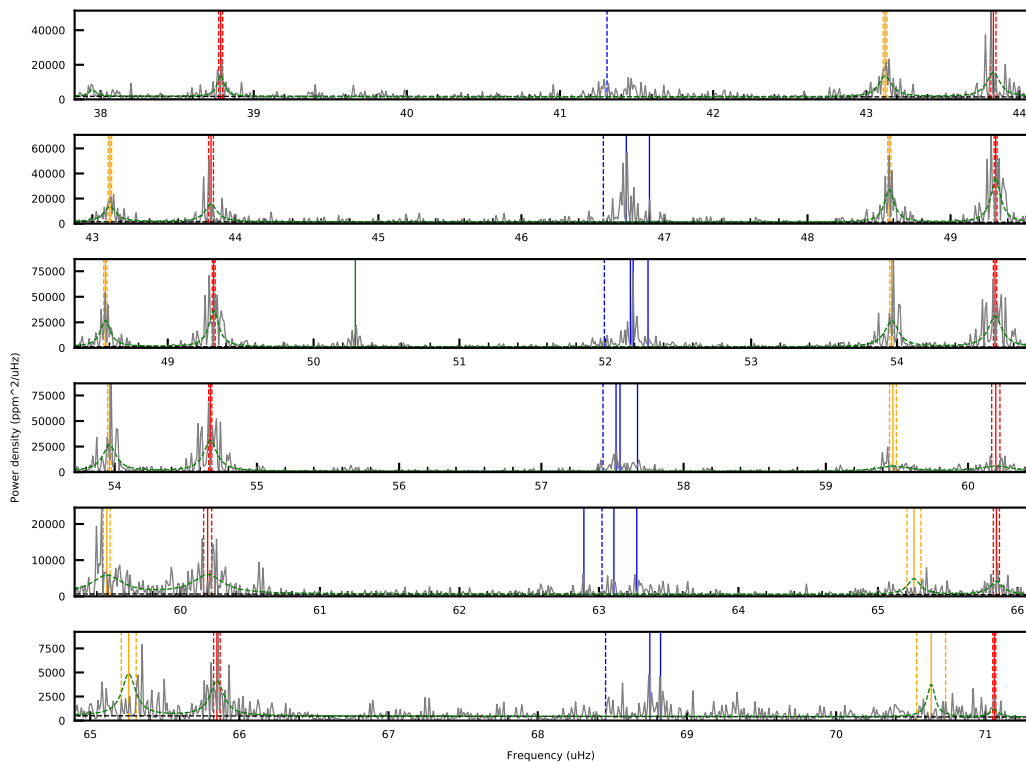 40000
20000
0
38 39 40 41 42 43 44
60000
40000
20000
0
43 44 45 46 47 48 49
75000
50000
25000
0
49 50 51 52 53 54
Power density (ppm^2/uHz)
75000
50000
25000
0
54 55 56 57 58 59 60
20000
10000
0
60 61 62 63 64 65 66
7500
5000
2500
0
65 66 67 68 69 70 71
Frequency (uHz)